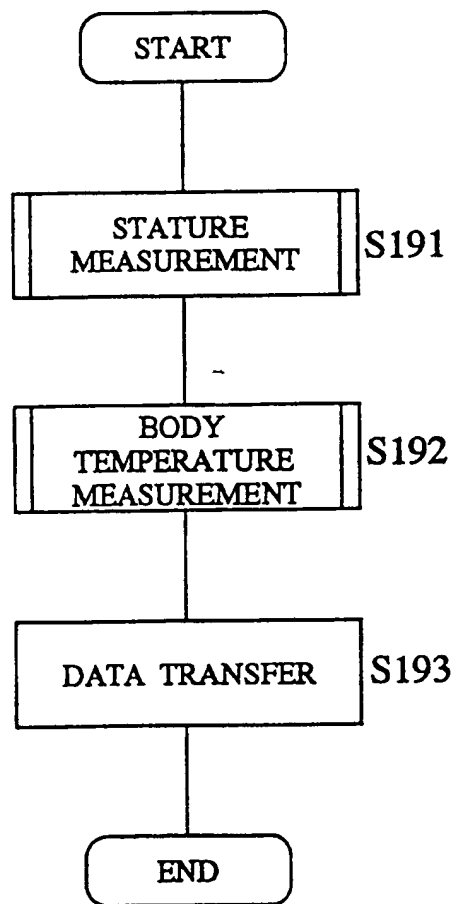 START
STATURE
MEASUREMENT
S191
BODY
TEMPERATURE
MEASUREMENT
S192
DATA TRANSFER
S193
END